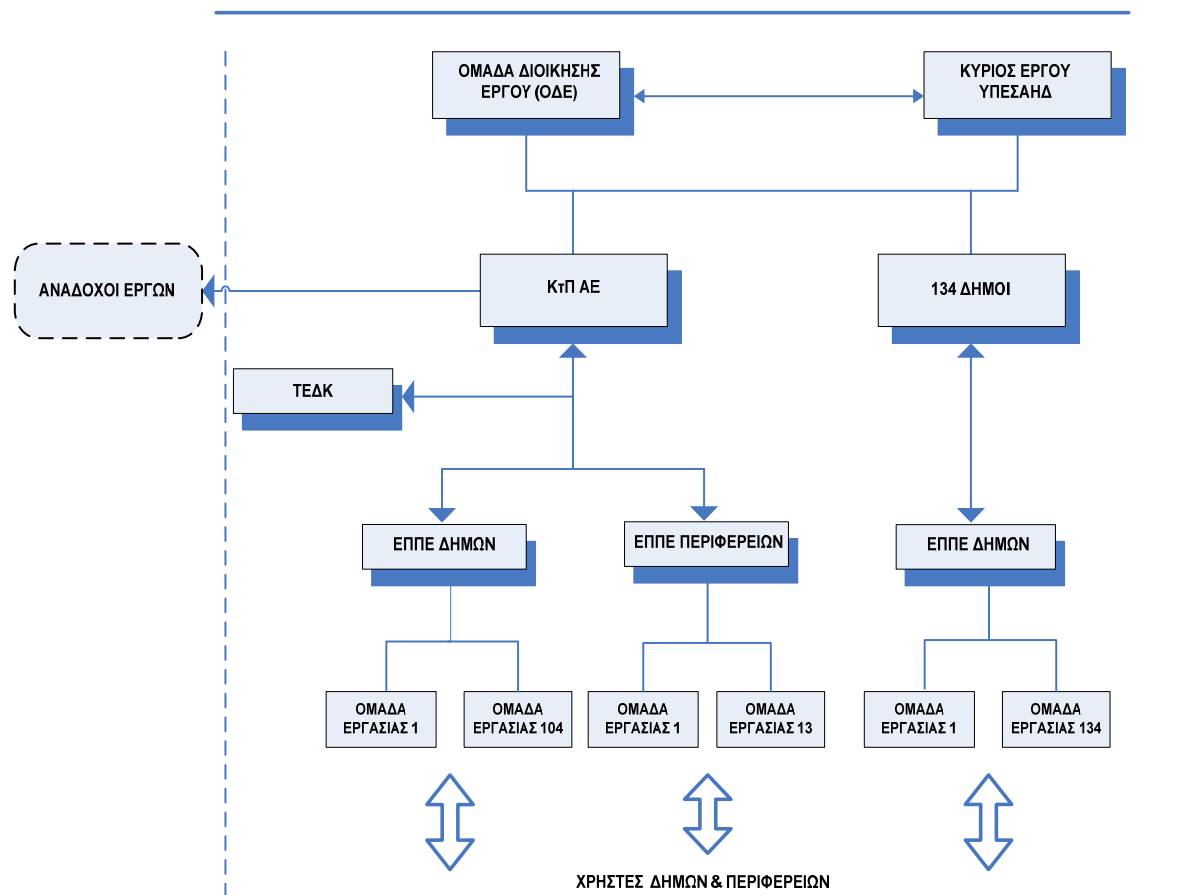 ΟΜΑΔΑ ΔΙΟΙΚΗΣΗΣ
ΕΡΓΟΥ (ΟΔΕ)
ΚΥΡΙΟΣ ΕΡΓΟΥ
ΥΠΕΣΑΗΔ
ΑΝΑΔΟΧΟΙ ΕΡΓΩΝ
ΚτΠ ΑΕ
134 ΔΗΜΟΙ
ΤΕΔΚ
ΕΠΠΕ ΔΗΜΩΝ
ΕΠΠΕ ΠΕΡΙΦΕΡΕΙΩΝ
ΕΠΠΕ ΔΗΜΩΝ
ΟΜΑΔΑ
ΕΡΓΑΣΙΑΣ 1
ΟΜΑΔΑ
ΕΡΓΑΣΙΑΣ 104
ΟΜΑΔΑ
ΕΡΓΑΣΙΑΣ 1
ΟΜΑΔΑ
ΕΡΓΑΣΙΑΣ 13
ΟΜΑΔΑ
ΕΡΓΑΣΙΑΣ 1
ΟΜΑΔΑ
ΕΡΓΑΣΙΑΣ 134
ΧΡΗΣΤΕΣ ΔΗΜΩΝ & ΠΕΡΙΦΕΡΕΙΩΝ